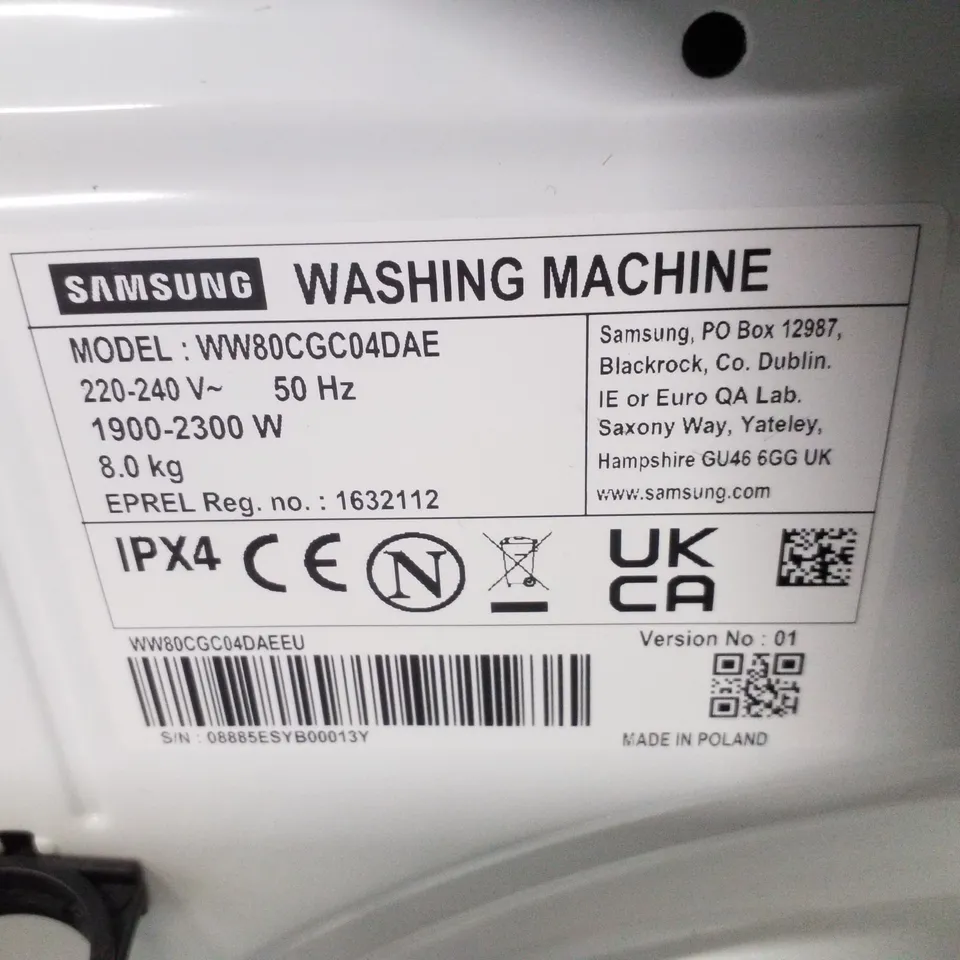 SAMSUNG WASHING MACHINE
MODEL : WW80CGC04DAE
220-240 V~ 50 Hz
1900-2300 W
8.0 kg
EPREL Reg. no. : 1632112
Samsung, PO Box 12987,
Blackrock, Co. Dublin.
IE or Euro QA Lab.
Saxony Way, Yateley,
Hampshire GU46 6GG UK
www.samsung.com
IPX4 CE N UK
CA
WW80CGC04DAEEU
Version No : 01
S/N : 08885ESYB00013Y
MADE IN POLAND